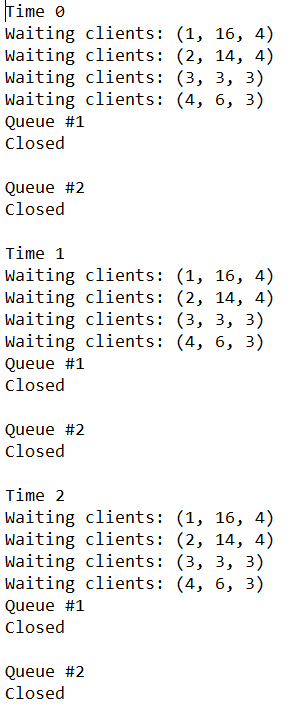 Time 0
Waiting clients: (1, 16, 4)
Waiting clients: (2, 14, 4)
Waiting clients: (3, 3, 3)
Waiting clients: (4, 6, 3)
Queue #1
Closed

Queue #2
Closed

Time 1
Waiting clients: (1, 16, 4)
Waiting clients: (2, 14, 4)
Waiting clients: (3, 3, 3)
Waiting clients: (4, 6, 3)
Queue #1
Closed

Queue #2
Closed

Time 2
Waiting clients: (1, 16, 4)
Waiting clients: (2, 14, 4)
Waiting clients: (3, 3, 3)
Waiting clients: (4, 6, 3)
Queue #1
Closed

Queue #2
Closed